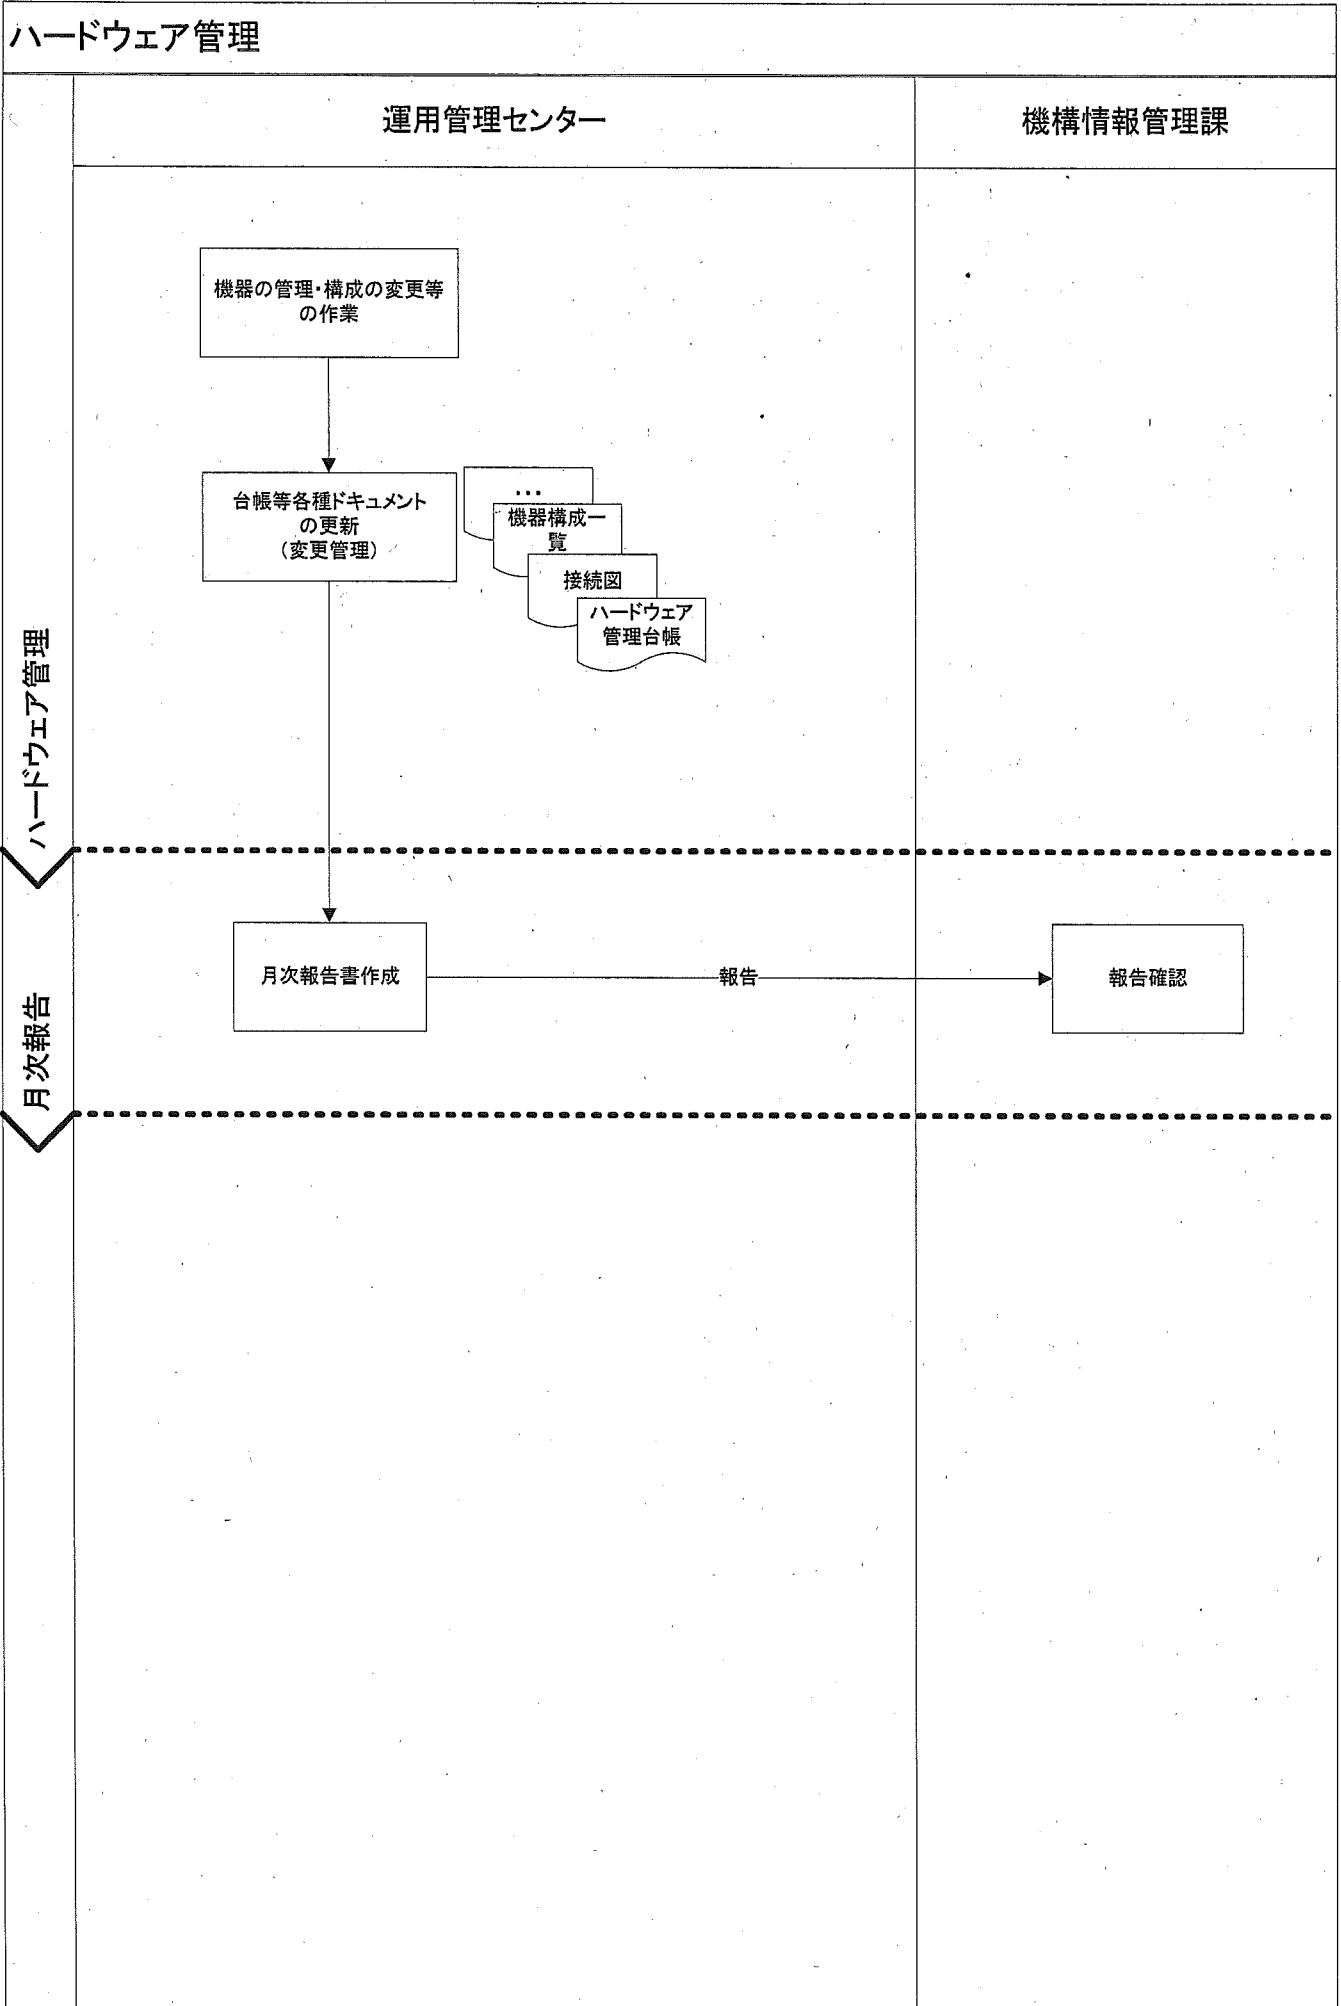 ハードウェア管理
運用管理センター
機構情報管理課
機器の管理・構成の変更等
の作業
台帳等各種ドキュメント
の更新
（変更管理）
…
機器構成一
覧
接続図
ハードウェア
管理台帳
ハードウェア管理
月次報告書作成
報告
報告確認
月次報告